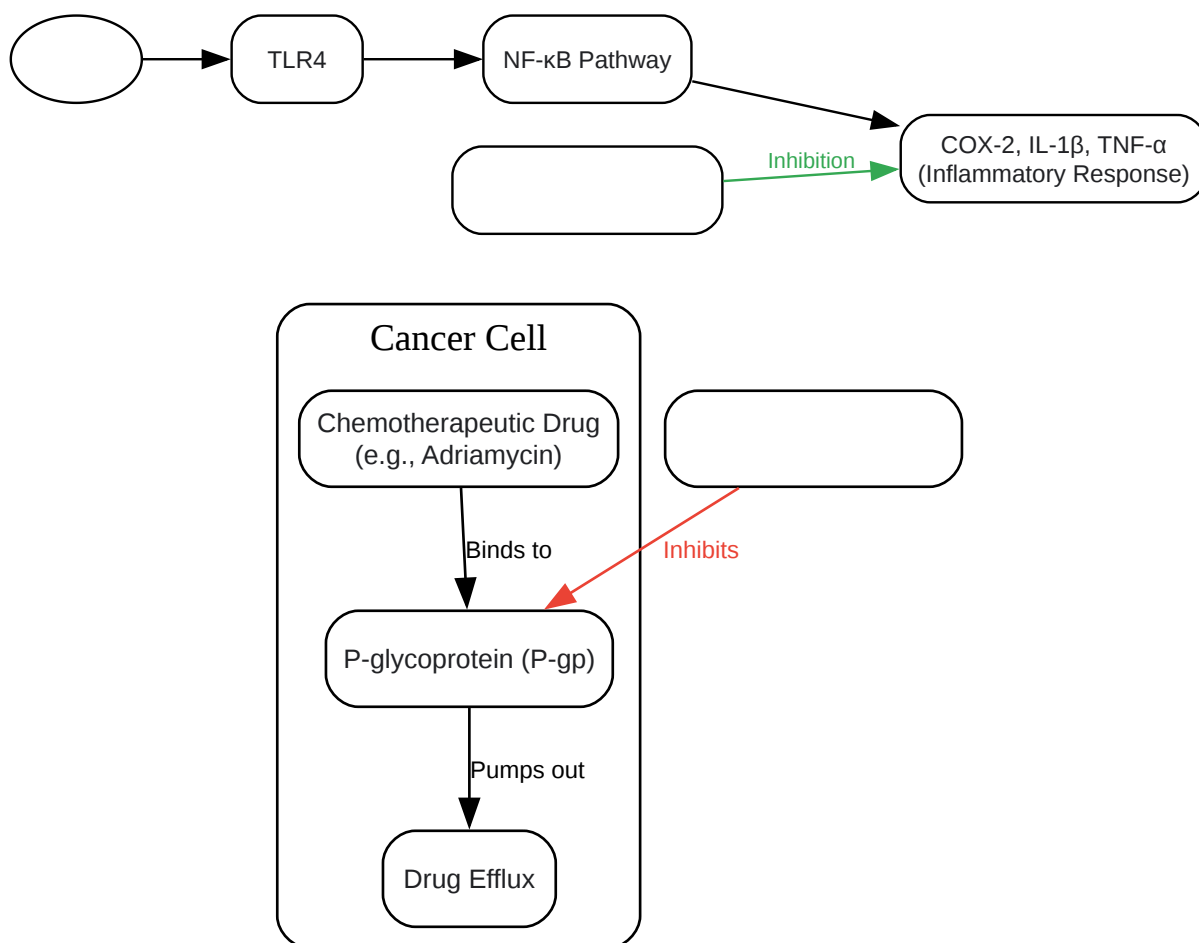 TLR4
NF-κB Pathway
COX-2, IL-1β, TNF-α
(Inflammatory Response)
Inhibition
Cancer Cell
Chemotherapeutic Drug
(e.g., Adriamycin)
Binds to
Inhibits
P-glycoprotein (P-gp)
Pumps out
Drug Efflux